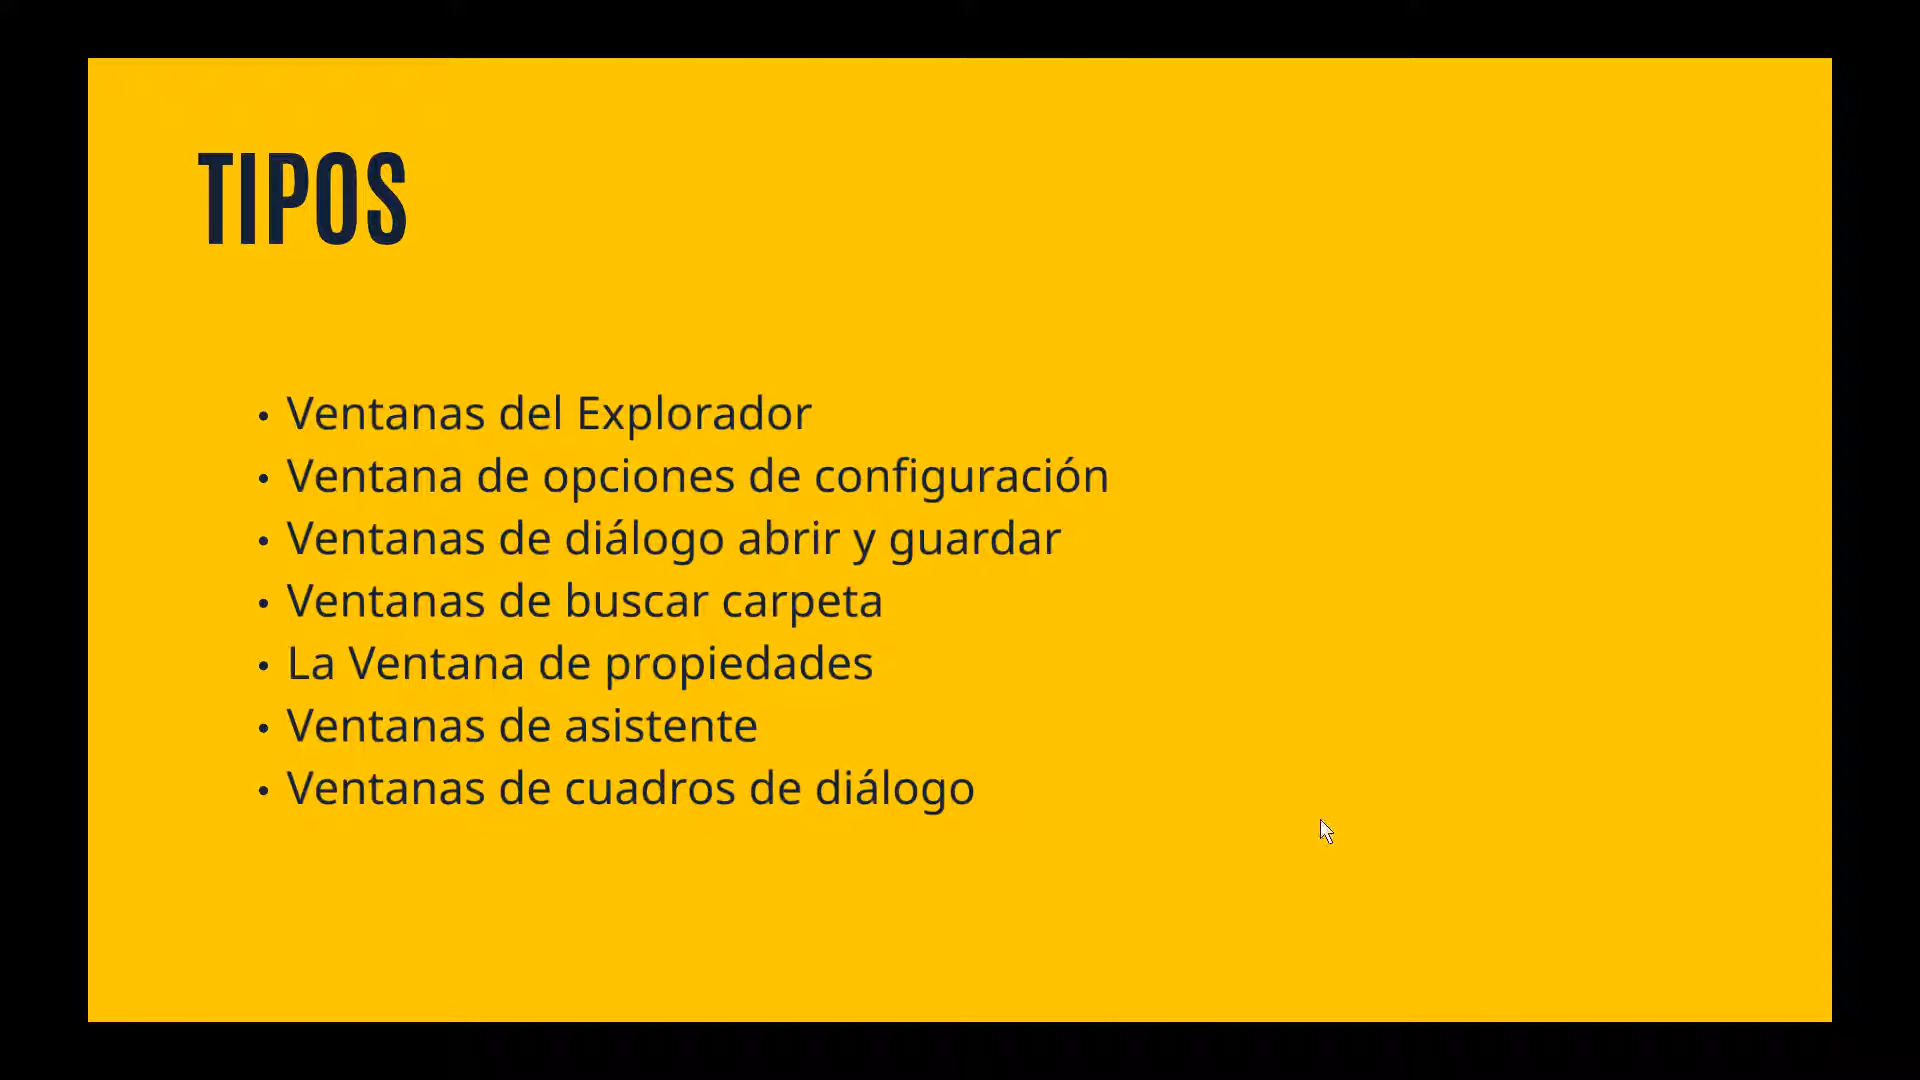 TIPOS
• Ventanas del Explorador
• Ventana de opciones de configuración
• Ventanas de diálogo abrir y guardar
• Ventanas de buscar carpeta
• La Ventana de propiedades
• Ventanas de asistente
• Ventanas de cuadros de diálogo